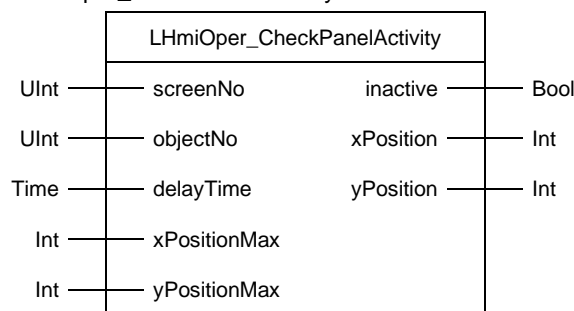 LHmiOper_CheckPanelActivity
UInt screenNo inactive Bool
UInt objectNo xPosition Int
Time delayTime yPosition Int
Int xPositionMax
Int yPositionMax